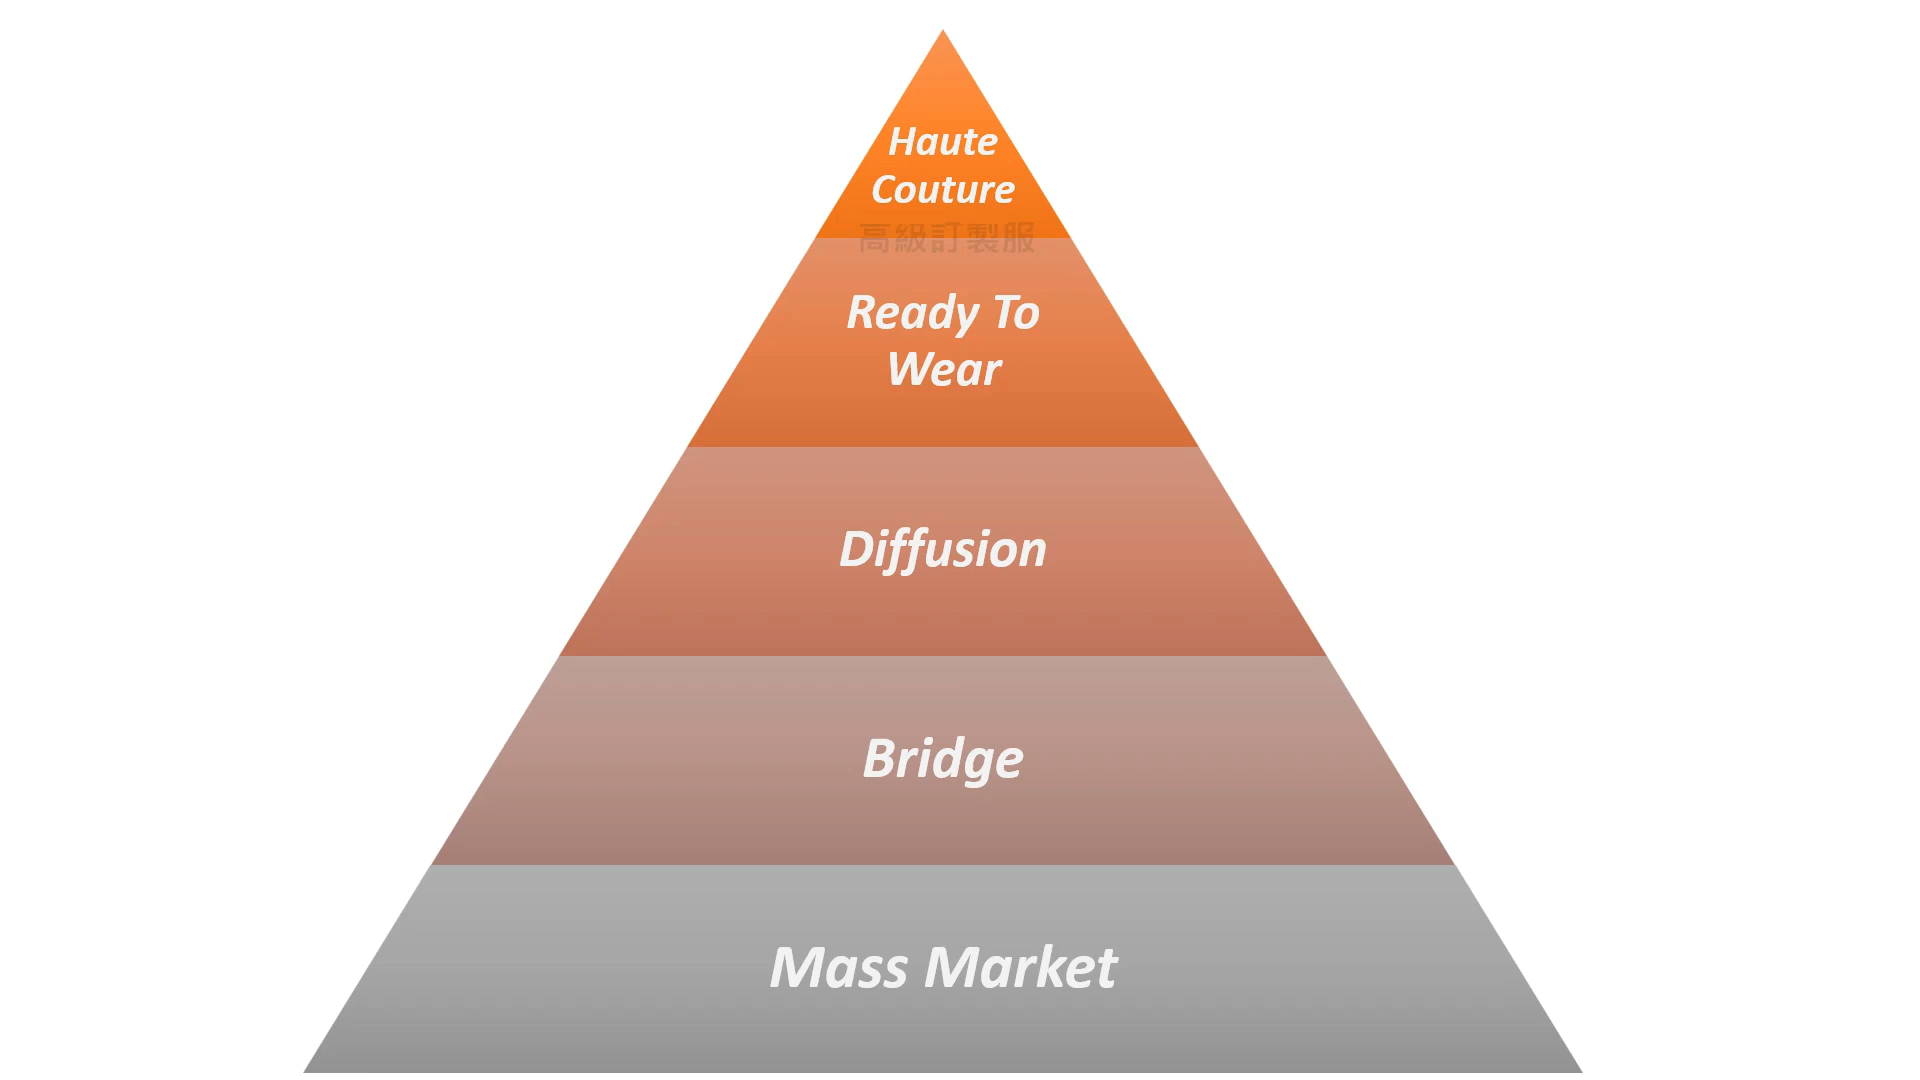 Haute
Couture
高級訂製服
Ready To
Wear
Diffusion
Bridge
Mass Market